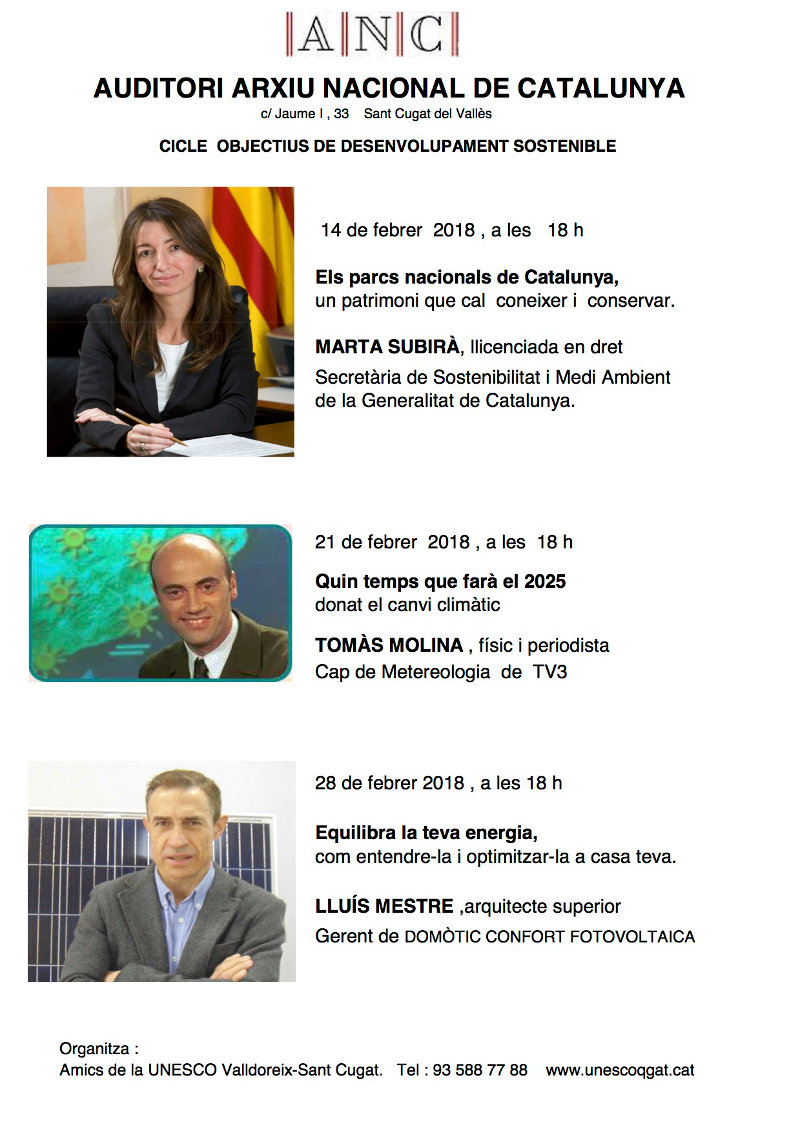 ANC
AUDITORI ARXIU NACIONAL DE CATALUNYA
c/ Jaume I , 33 Sant Cugat del Vallès
CICLE OBJECTIUS DE DESENVOLUPAMENT SOSTENIBLE
14 de febrer 2018 , a les 18 h
Els parcs nacionals de Catalunya,
un patrimoni que cal coneixer i conservar.
MARTA SUBIRÀ, llicenciada en dret
Secretària de Sostenibilitat i Medi Ambient
de la Generalitat de Catalunya.
21 de febrer 2018 , a les 18 h
Quin temps que farà el 2025
donat el canvi climàtic
TOMÀS MOLINA , físic i periodista
Cap de Metereologia de TV3
28 de febrer 2018 , a les 18 h
Equilibra la teva energia,
com entendre-la i optimitzar-la a casa teva.
LLUÍS MESTRE ,arquitecte superior
Gerent de DOMÒTIC CONFORT FOTOVOLTAICA
Organitza :
Amics de la UNESCO Valldoreix-Sant Cugat. Tel : 93 588 77 88 www.unescoqgat.cat